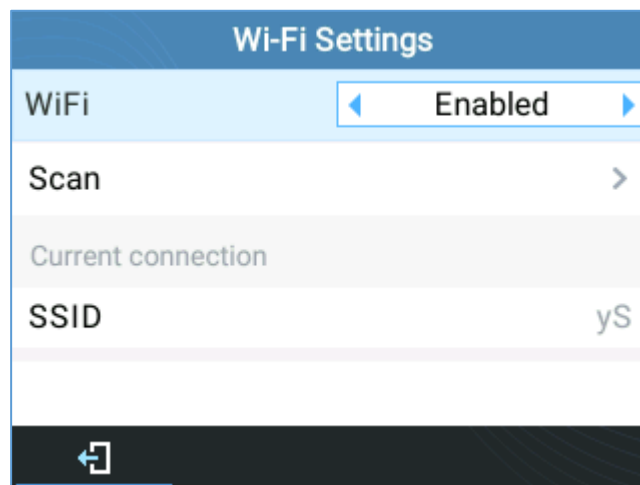 Wi-Fi Settings
WiFi Enabled
Scan
Current connection
SSID yS